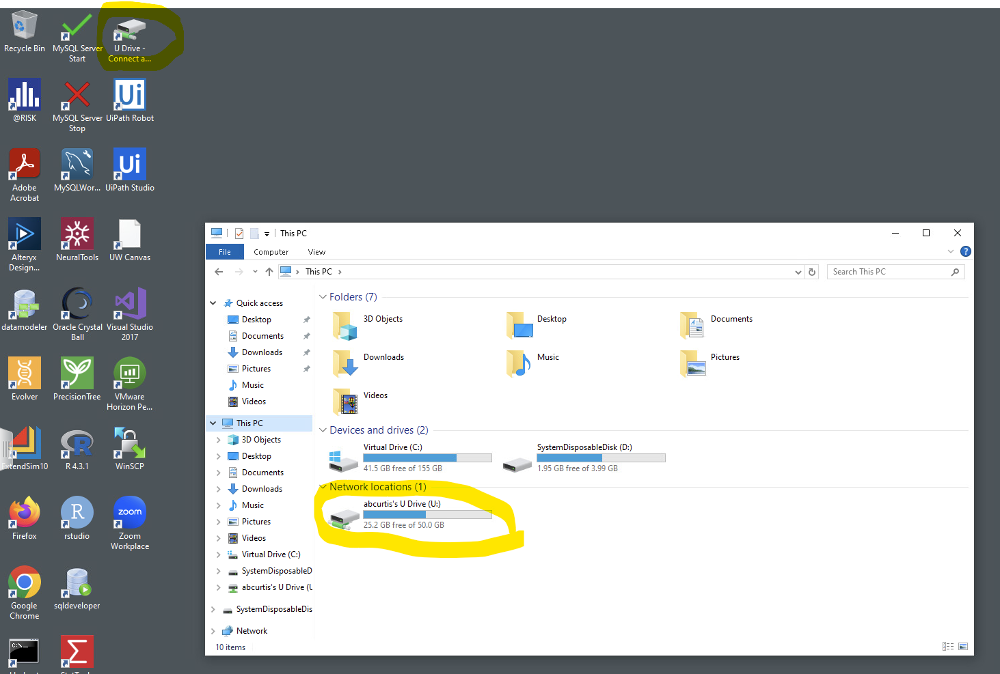 Recycle Bin
MySQL Server
Start
U Drive -
Connect a...
@RISK
MySQL Server
Stop
Ui
UiPath Robot
Adobe
Acrobat
MySQLWor...
Ui
UiPath Studio
Alteryx
Design...
NeuralTools
UW Canvas
datamodeler
Oracle Crystal
Ball
Visual Studio
2017
Evolver
PrecisionTree
VMware
Horizon Pe...
ExtendSim10
R
R 4.3.1
WinSCP
Firefox
R
rstudio
zoom
Zoom
Workplace
Google
Chrome
sqldeveloper
C:\_
Σ
This PC
File
Computer
View
?
This PC
Search This PC
Quick access
Desktop
Documents
Downloads
Pictures
Music
Videos
This PC
3D Objects
Desktop
Documents
Downloads
Music
Pictures
Videos
Virtual Drive (C:)
SystemDisposableD
abcurtis's U Drive (U
SystemDisposableDis
Network
10 items
Folders (7)
3D Objects
Desktop
Documents
Downloads
Music
Pictures
Videos
Devices and drives (2)
Virtual Drive (C:)
41.5 GB free of 155 GB
SystemDisposableDisk (D:)
1.95 GB free of 3.99 GB
Network locations (1)
abcurtis's U Drive (U:)
25.2 GB free of 50.0 GB